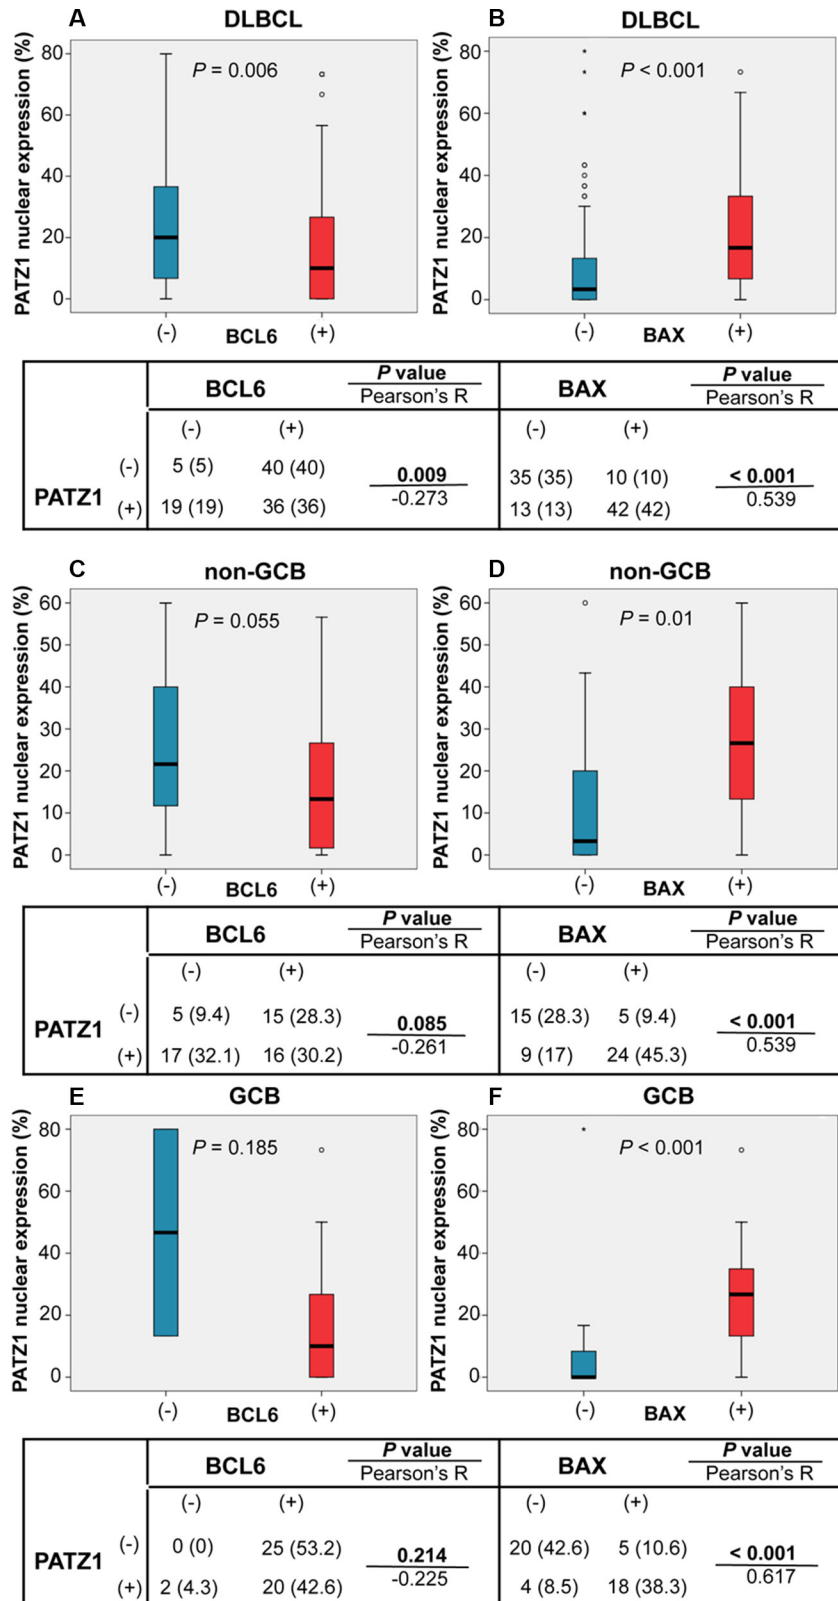 A DLBCL
PATZ1 nuclear expression (%)
80
60
40
20
0
P = 0.006
(-) BCL6 (+)
B DLBCL
PATZ1 nuclear expression (%)
80
60
40
20
0
P < 0.001
(-) BAX (+)
BCL6 P value BAX P value
Pearson's R Pearson's R
(-) (+) (-) (+)
PATZ1
(-) 5 (5) 40 (40) 0.009 35 (35) 10 (10) < 0.001
(+) 19 (19) 36 (36) -0.273 13 (13) 42 (42) 0.539
C non-GCB
PATZ1 nuclear expression (%)
60
50
40
30
20
10
0
P = 0.055
(-) BCL6 (+)
D non-GCB
PATZ1 nuclear expression (%)
60
50
40
30
20
10
0
P = 0.01
(-) BAX (+)
BCL6 P value BAX P value
Pearson's R Pearson's R
(-) (+) (-) (+)
PATZ1
(-) 5 (9.4) 15 (28.3) 0.085 15 (28.3) 5 (9.4) < 0.001
(+) 17 (32.1) 16 (30.2) -0.261 9 (17) 24 (45.3) 0.539
E GCB
PATZ1 nuclear expression (%)
80
60
40
20
0
P = 0.185
(-) BCL6 (+)
F GCB
PATZ1 nuclear expression (%)
80
60
40
20
0
P < 0.001
(-) BAX (+)
BCL6 P value BAX P value
Pearson's R Pearson's R
(-) (+) (-) (+)
PATZ1
(-) 0 (0) 25 (53.2) 0.214 20 (42.6) 5 (10.6) < 0.001
(+) 2 (4.3) 20 (42.6) -0.225 4 (8.5) 18 (38.3) 0.617